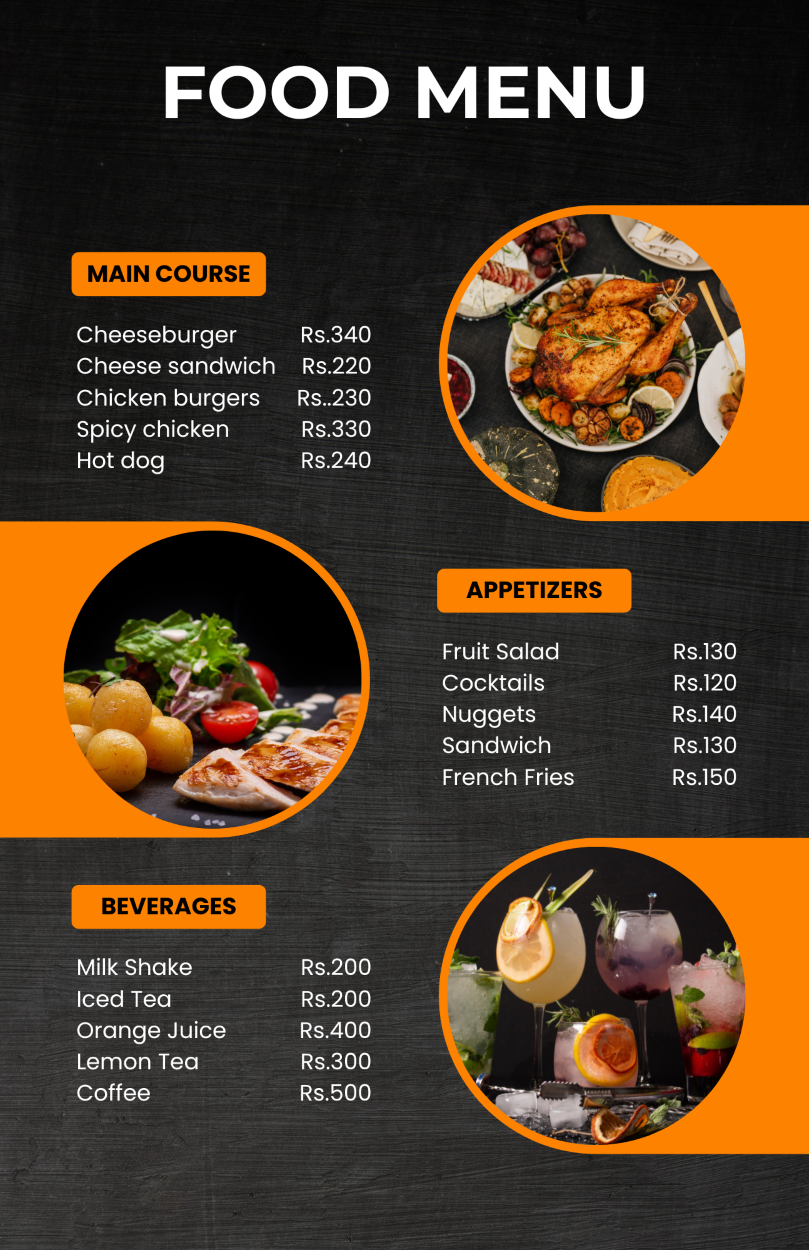 FOOD MENU
MAIN COURSE
Cheeseburger Rs.340
Cheese sandwich Rs.220
Chicken burgers Rs..230
Spicy chicken Rs.330
Hot dog Rs.240
APPETIZERS
Fruit Salad Rs.130
Cocktails Rs.120
Nuggets Rs.140
Sandwich Rs.130
French Fries Rs.150
BEVERAGES
Milk Shake Rs.200
Iced Tea Rs.200
Orange Juice Rs.400
Lemon Tea Rs.300
Coffee Rs.500